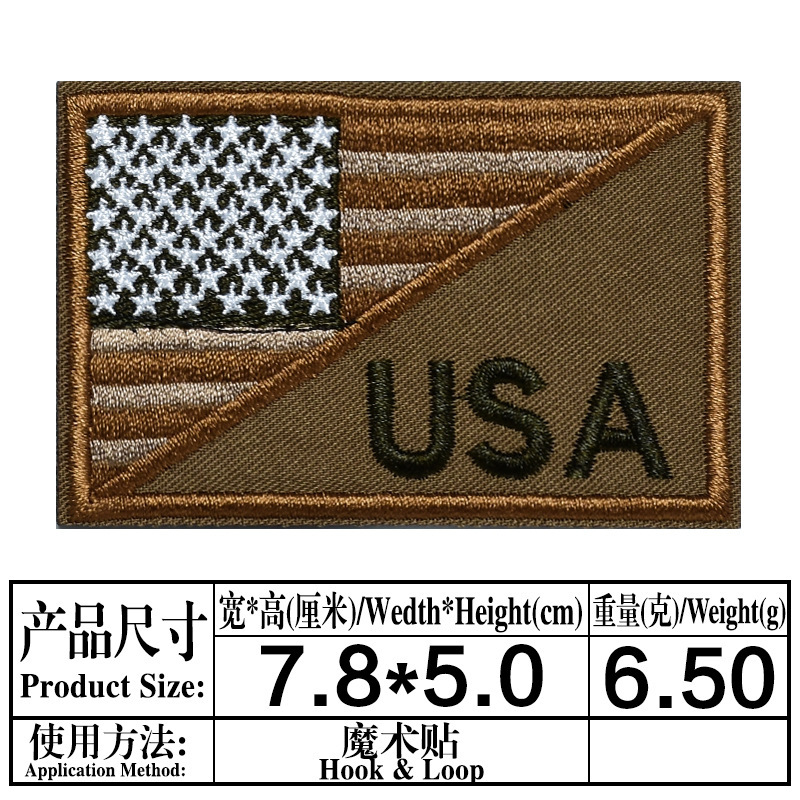 USA
产品尺寸
Product Size:
宽*高(厘米)/Wedth*Height(cm)
重量(克)/Weight(g)
7.8*5.0
6.50
使用方法:
Application Method:
魔术贴
Hook & Loop